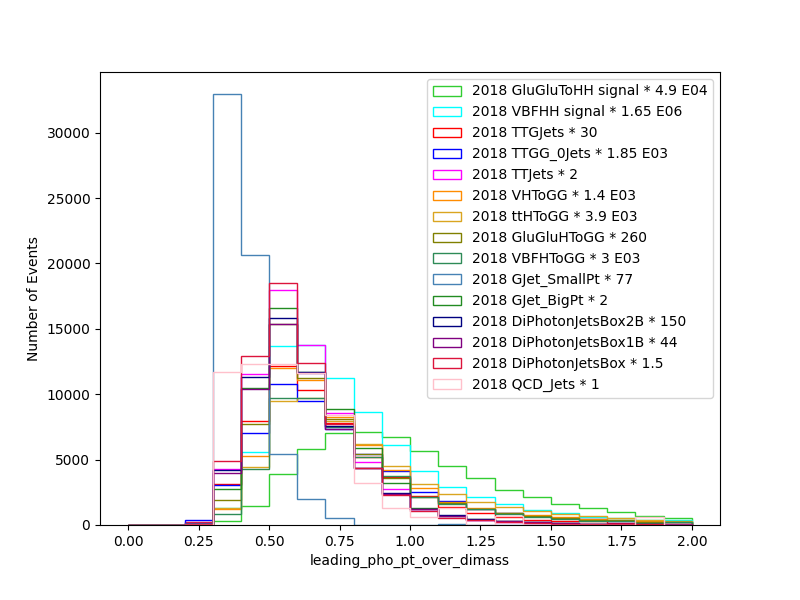 2018 GluGluToHH signal * 4.9 E04
2018 VBFHH signal * 1.65 E06
2018 TTGJets * 30
2018 TTGG_0Jets * 1.85 E03
2018 TTJets * 2
2018 VHToGG * 1.4 E03
2018 ttHToGG * 3.9 E03
2018 GluGluHToGG * 260
2018 VBFHToGG * 3 E03
2018 GJet_SmallPt * 77
2018 GJet_BigPt * 2
2018 DiPhotonJetsBox2B * 150
2018 DiPhotonJetsBox1B * 44
2018 DiPhotonJetsBox * 1.5
2018 QCD_Jets * 1
Number of Events
30000
25000
20000
15000
10000
5000
0
0.00 0.25 0.50 0.75 1.00 1.25 1.50 1.75 2.00
leading_pho_pt_over_dimass